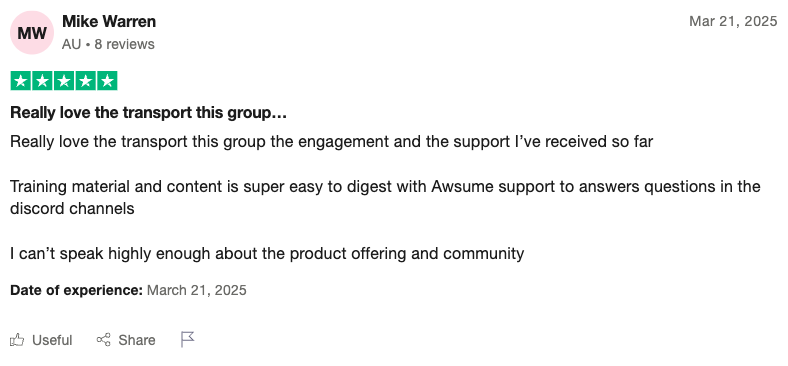 MW
Mike Warren
Mar 21, 2025
AU • 8 reviews
Really love the transport this group...
Really love the transport this group the engagement and the support I’ve received so far
Training material and content is super easy to digest with Awsume support to answers questions in the
discord channels
I can’t speak highly enough about the product offering and community
Date of experience: March 21, 2025
Useful
Share